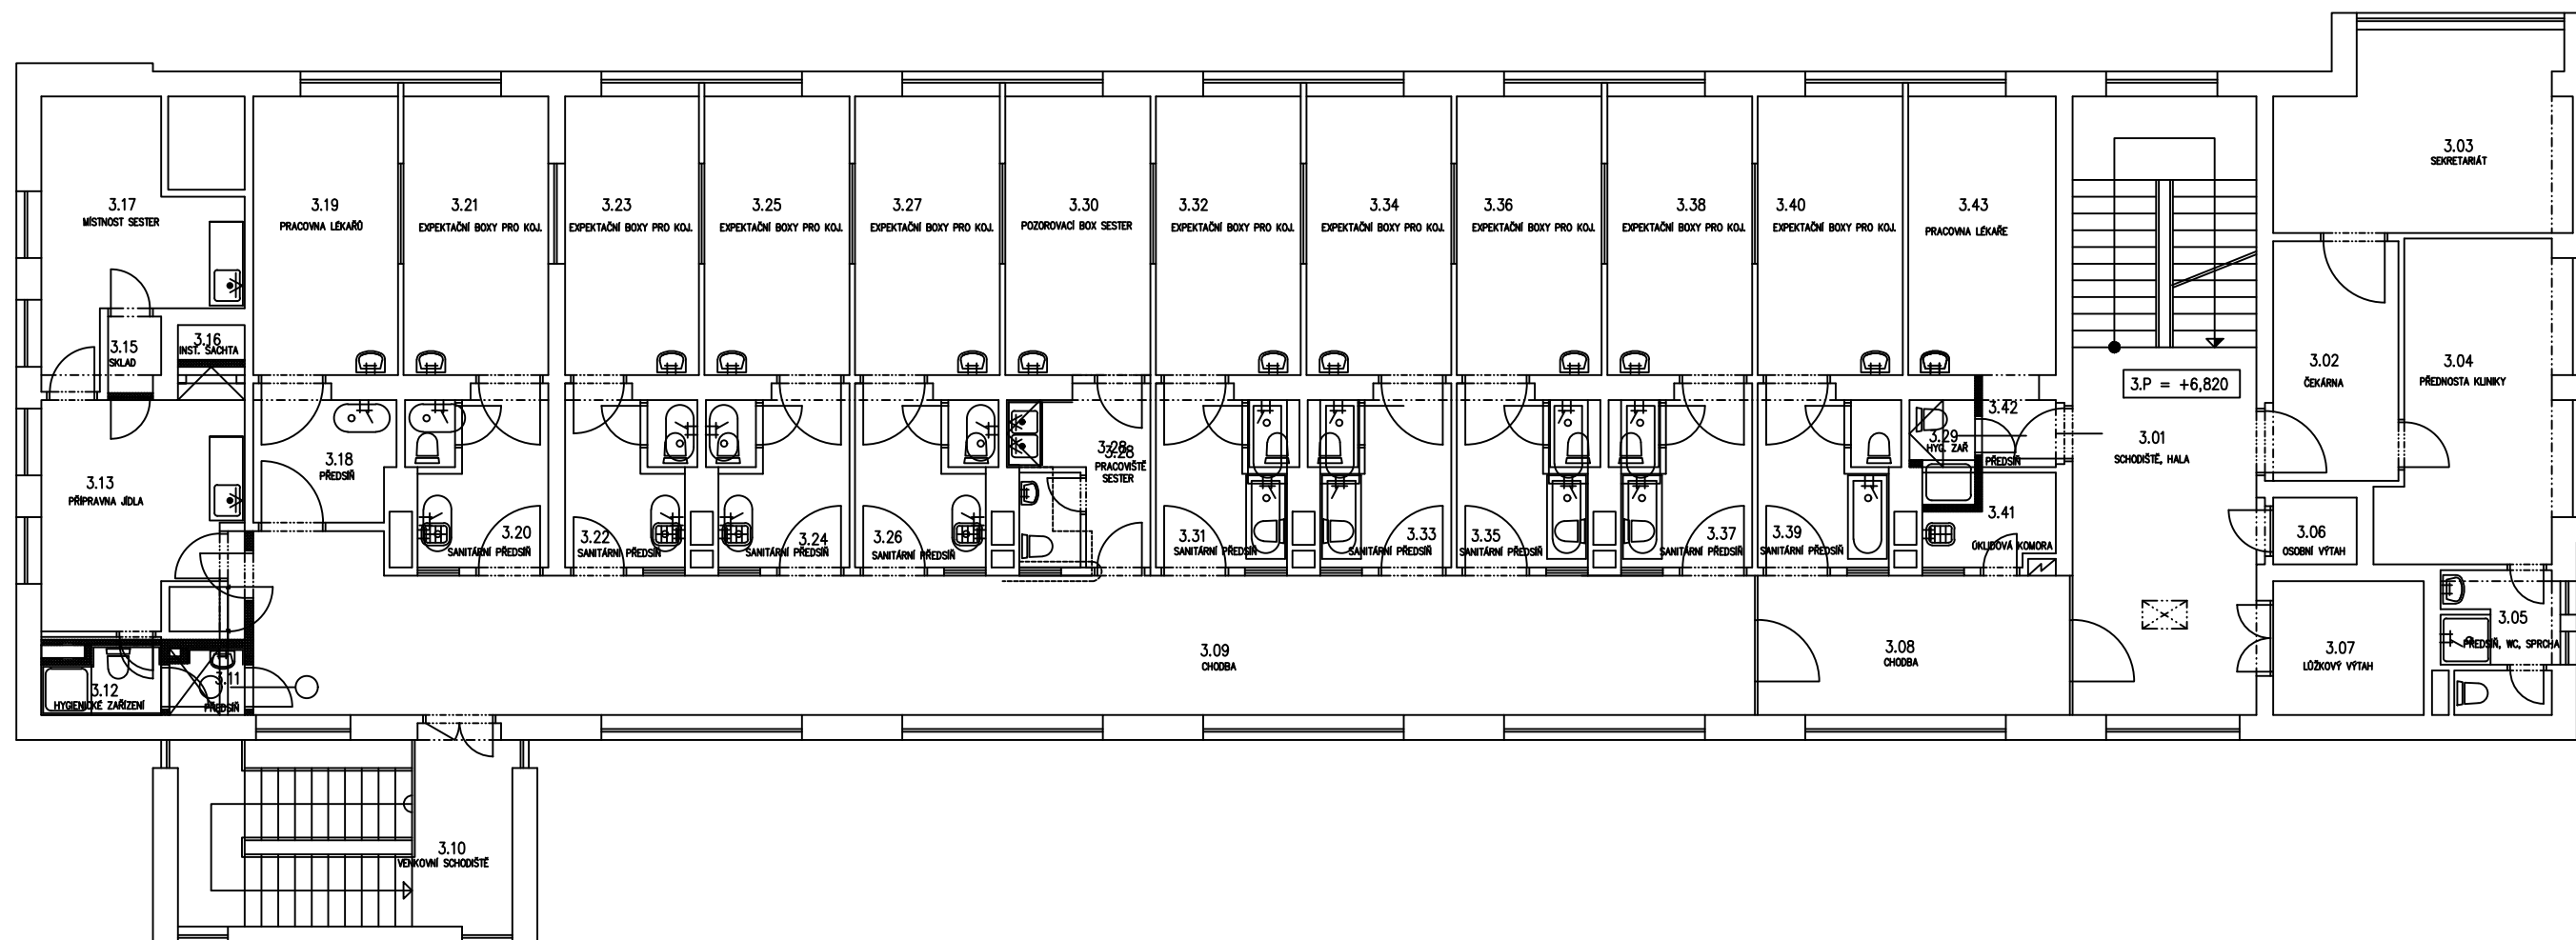 3.03
SEKRETARIÁT
3.17
MÍSTNOST SESTER
3.19
PRACOVNA LÉKAŘŮ
3.21
EXPEKTAČNÍ BOXY PRO KOJ.
3.23
EXPEKTAČNÍ BOXY PRO KOJ.
3.25
EXPEKTAČNÍ BOXY PRO KOJ.
3.27
EXPEKTAČNÍ BOXY PRO KOJ.
3.30
POZOROVACÍ BOX SESTER
3.32
EXPEKTAČNÍ BOXY PRO KOJ.
3.34
EXPEKTAČNÍ BOXY PRO KOJ.
3.36
EXPEKTAČNÍ BOXY PRO KOJ.
3.38
EXPEKTAČNÍ BOXY PRO KOJ.
3.40
EXPEKTAČNÍ BOXY PRO KOJ.
3.43
PRACOVNA LÉKAŘE
3.15
SKLAD
3.16
INST. ŠACHTA
3.P = +6,820
3.02
ČEKÁRNA
3.04
PŘEDNOSTA KLINIKY
3.13
PŘÍPRAVNA JÍDLA
3.18
PŘEDSÍŇ
3.28
3.28
PRACOVIŠTĚ
SESTER
3.29
HYG. ZAŘ
3.42
PŘEDSÍŇ
3.01
SCHODIŠTĚ, HALA
3.20
SANITÁRNÍ PŘEDSÍŇ
3.22
SANITÁRNÍ PŘEDSÍŇ
3.24
SANITÁRNÍ PŘEDSÍŇ
3.26
SANITÁRNÍ PŘEDSÍŇ
3.31
SANITÁRNÍ PŘEDSÍŇ
3.33
SANITÁRNÍ PŘEDSÍŇ
3.35
SANITÁRNÍ PŘEDSÍŇ
3.37
SANITÁRNÍ PŘEDSÍŇ
3.39
SANITÁRNÍ PŘEDSÍŇ
3.41
ÚKLIDOVÁ KOMORA
3.06
OSOBNÍ VÝTAH
3.05
PŘEDSÍŇ, WC, SPRCHA
3.07
LŮŽKOVÝ VÝTAH
3.09
CHODBA
3.08
CHODBA
3.12
HYGIENICKÉ ZAŘÍZENÍ
3.11
PŘEDSÍŇ
3.10
VENKOVNÍ SCHODIŠTĚ